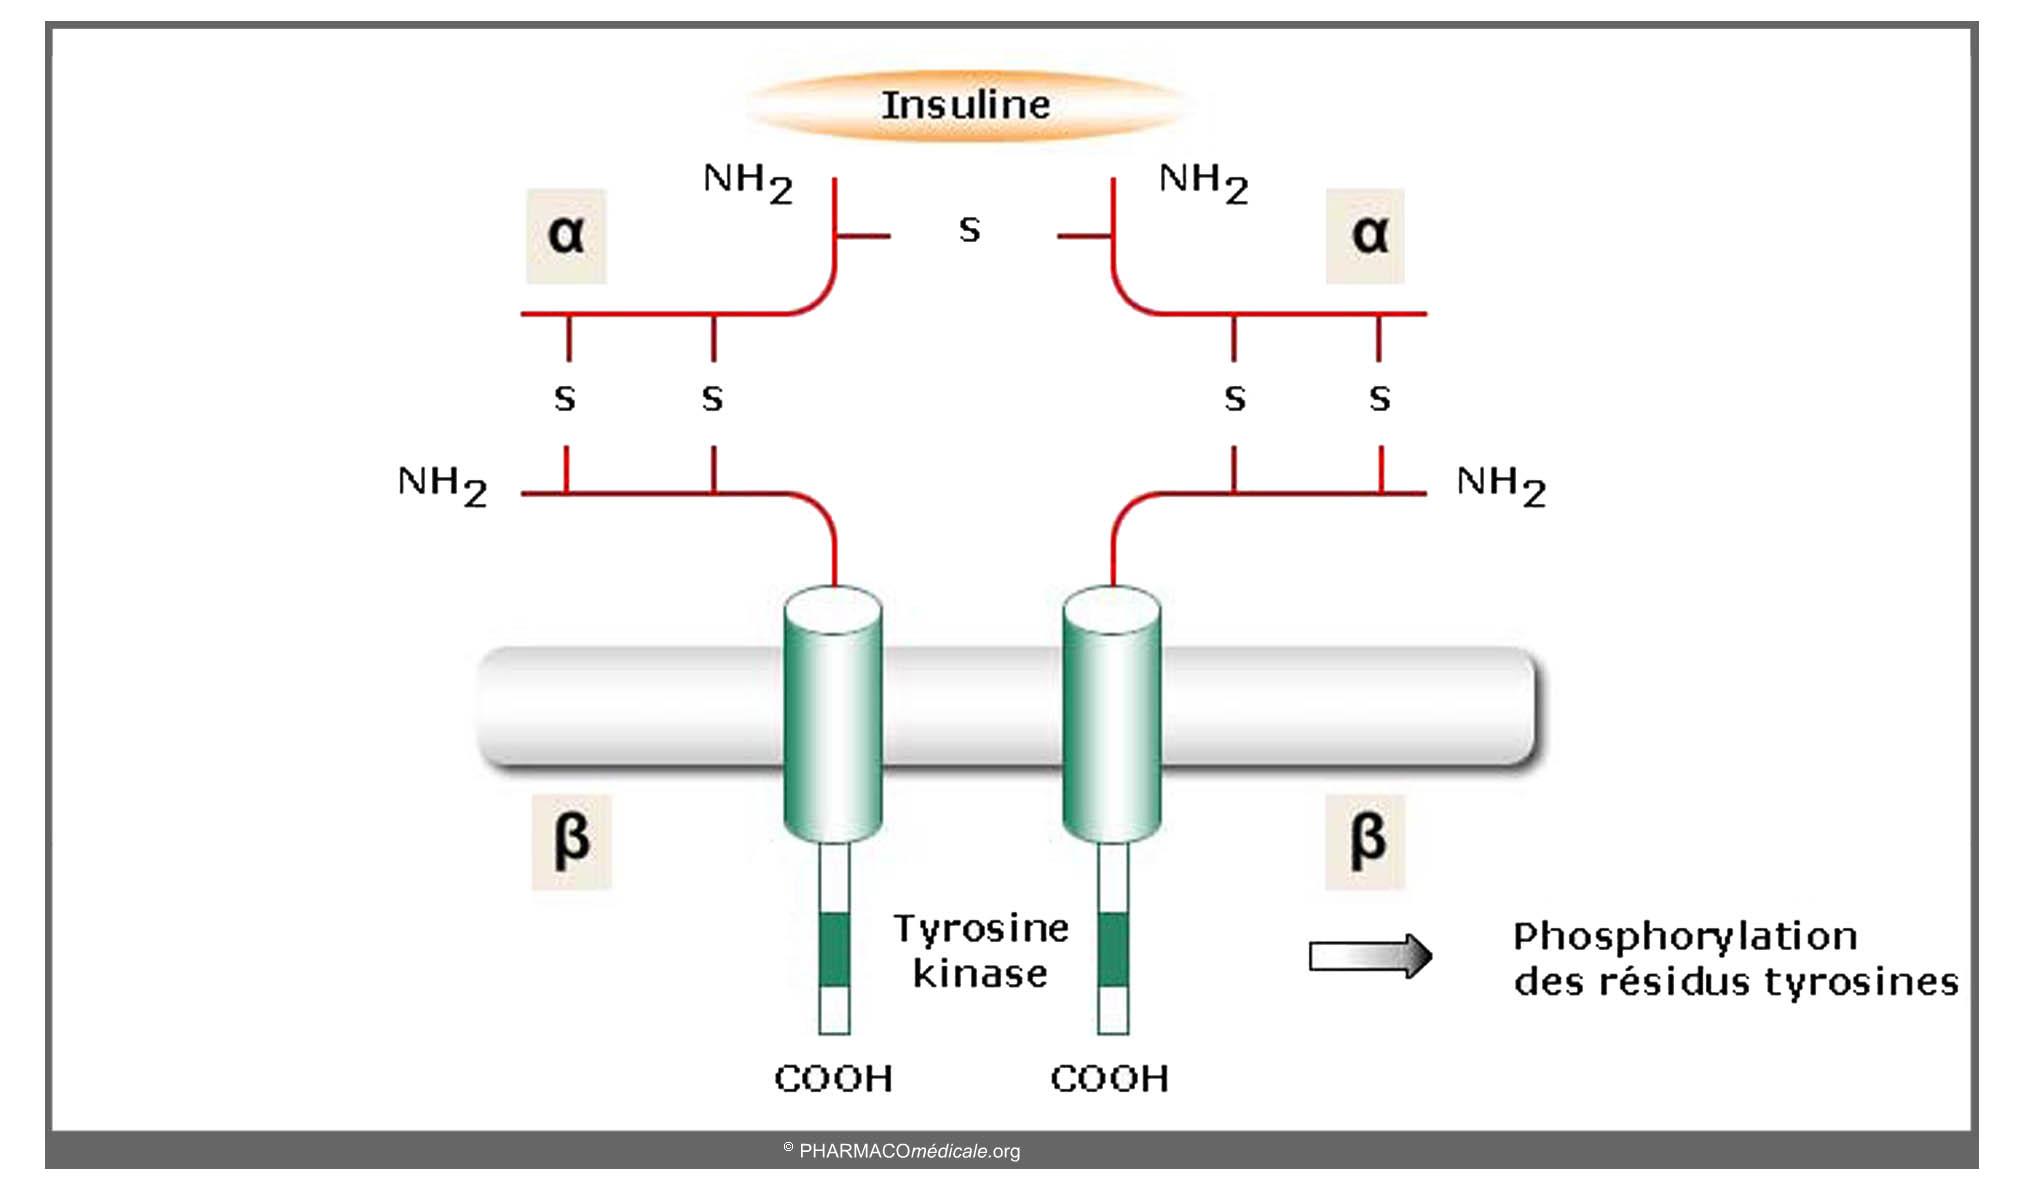 Insuline
NH2
NH2
α
S
α
S
S
S
S
NH2
NH2
β
β
Tyrosine
kinase
Phosphorylation
des résidus tyrosines
COOH
COOH
© PHARMACOmédicale.org